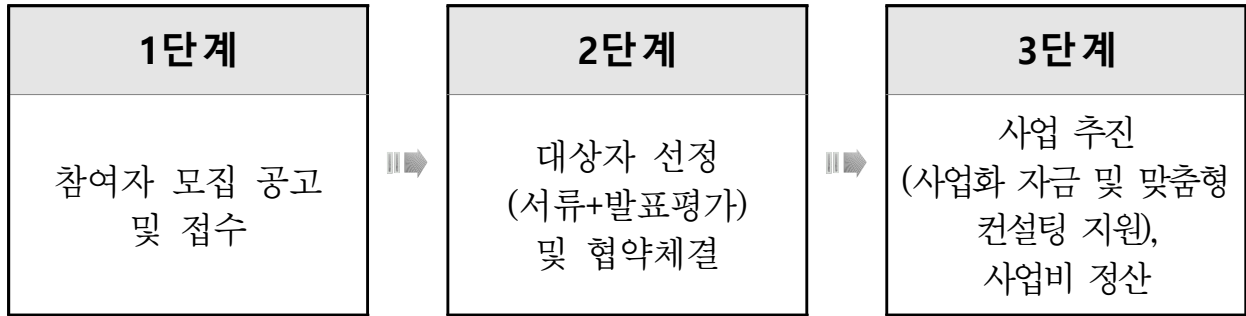 1단계
참여자 모집 공고
및 접수
2단계
대상자 선정
(서류+발표평가)
및 협약체결
3단계
사업 추진
(사업화 자금 및 맞춤형
컨설팅 지원),
사업비 정산